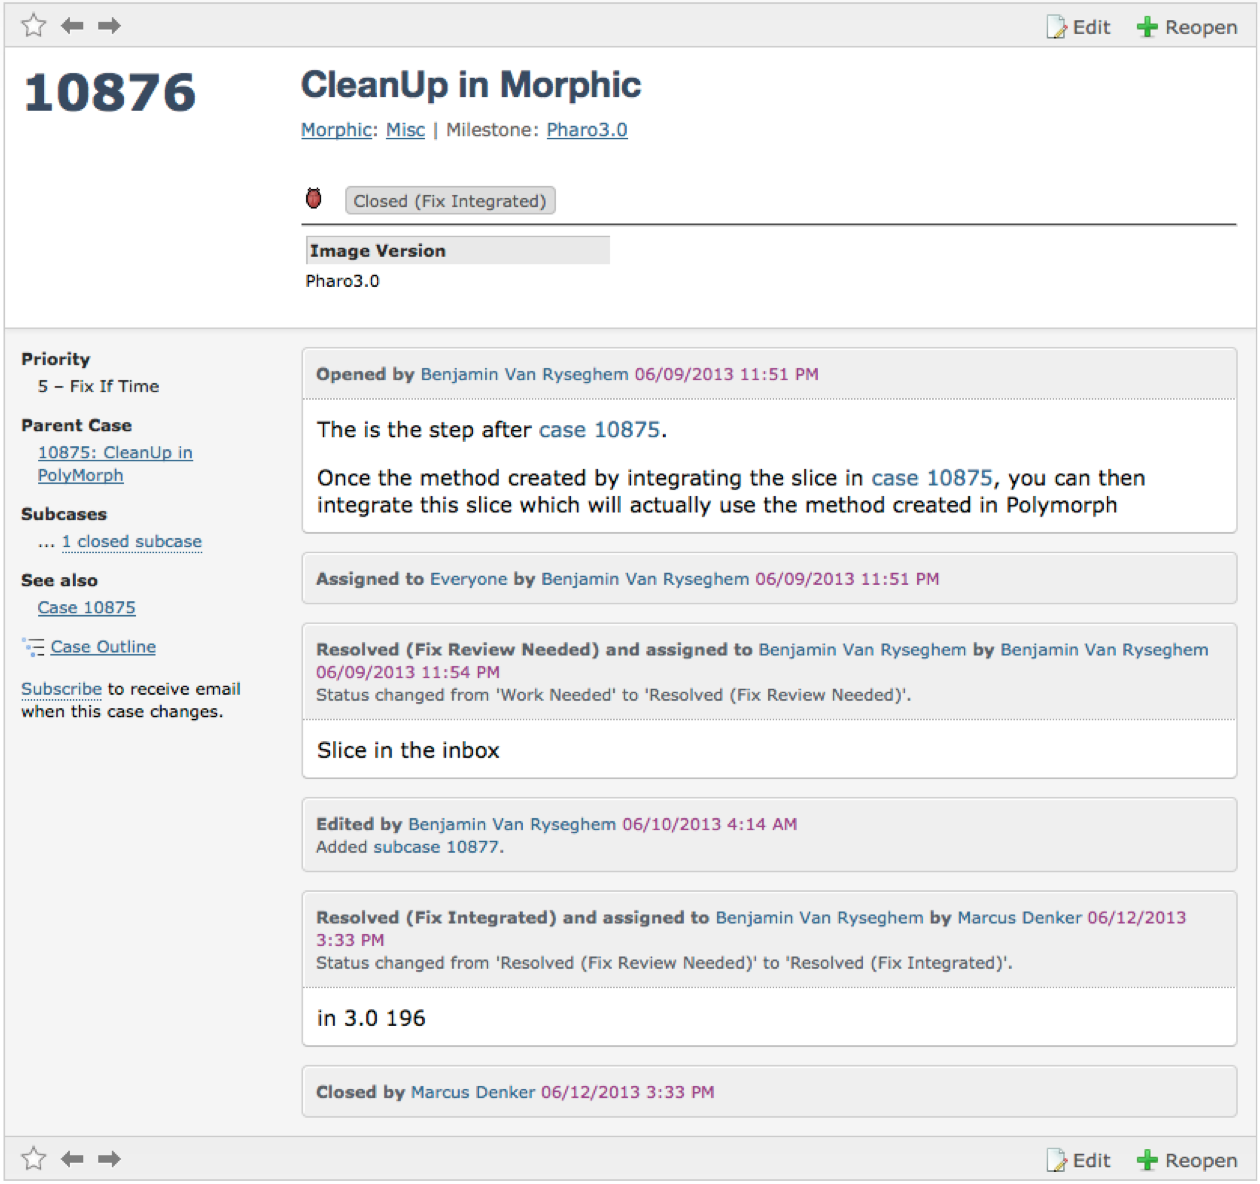 Edit Reopen
10876
CleanUp in Morphic
Morphic: Misc | Milestone: Pharo3.0
Closed (Fix Integrated)
Image Version
Pharo3.0
Priority
5 – Fix If Time
Parent Case
10875: CleanUp in
PolyMorph
Subcases
... 1 closed subcase
See also
Case 10875
Case Outline
Subscribe to receive email
when this case changes.
Opened by Benjamin Van Ryseghem 06/09/2013 11:51 PM
The is the step after case 10875.
Once the method created by integrating the slice in case 10875, you can then
integrate this slice which will actually use the method created in Polymorph
Assigned to Everyone by Benjamin Van Ryseghem 06/09/2013 11:51 PM
Resolved (Fix Review Needed) and assigned to Benjamin Van Ryseghem by Benjamin Van Ryseghem
06/09/2013 11:54 PM
Status changed from 'Work Needed' to 'Resolved (Fix Review Needed)'.
Slice in the inbox
Edited by Benjamin Van Ryseghem 06/10/2013 4:14 AM
Added subcase 10877.
Resolved (Fix Integrated) and assigned to Benjamin Van Ryseghem by Marcus Denker 06/12/2013
3:33 PM
Status changed from 'Resolved (Fix Review Needed)' to 'Resolved (Fix Integrated)'.
in 3.0 196
Closed by Marcus Denker 06/12/2013 3:33 PM
Edit Reopen